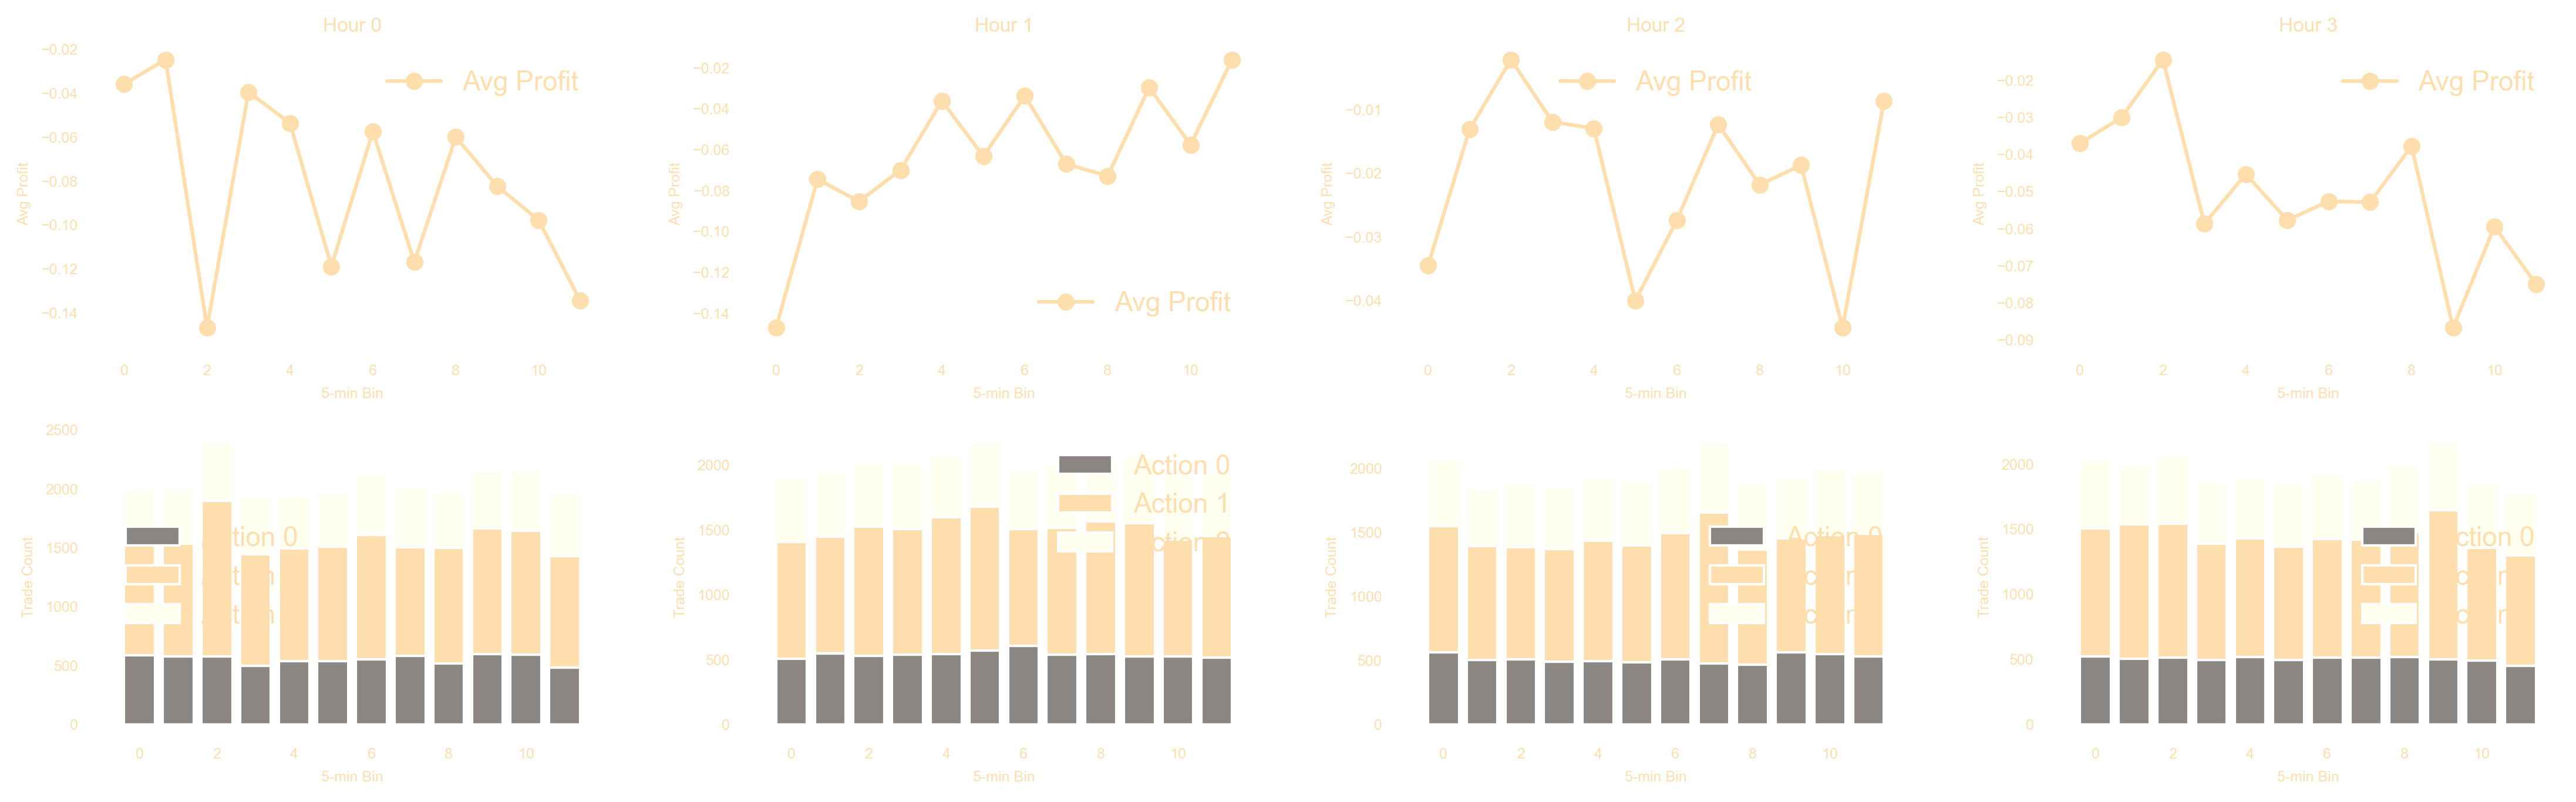 Hour 0
−0.02
−0.04
−0.06
−0.08
−0.10
−0.12
−0.14
Avg Profit
Avg Profit
0 2 4 6 8 10
5-min Bin
Hour 1
−0.02
−0.04
−0.06
−0.08
−0.10
−0.12
−0.14
Avg Profit
Avg Profit
0 2 4 6 8 10
5-min Bin
Hour 2
−0.01
−0.02
−0.03
−0.04
Avg Profit
Avg Profit
0 2 4 6 8 10
5-min Bin
Hour 3
−0.02
−0.03
−0.04
−0.05
−0.06
−0.07
−0.08
−0.09
Avg Profit
Avg Profit
0 2 4 6 8 10
5-min Bin
2500
2000
1500
1000
500
0
Trade Count
0 2 4 6 8 10
5-min Bin
2000
1500
1000
500
0
Trade Count
Action 0
Action 1
0 2 4 6 8 10
5-min Bin
2000
1500
1000
500
0
Trade Count
Action 0
0 2 4 6 8 10
5-min Bin
2000
1500
1000
500
0
Trade Count
0 2 4 6 8 10
5-min Bin